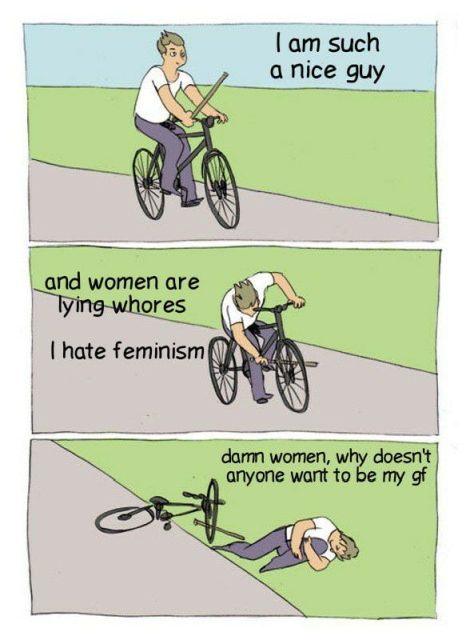 I am such
a nice guy
and women are
lying whores
I hate feminism
damn women, why doesn't
anyone want to be my gf